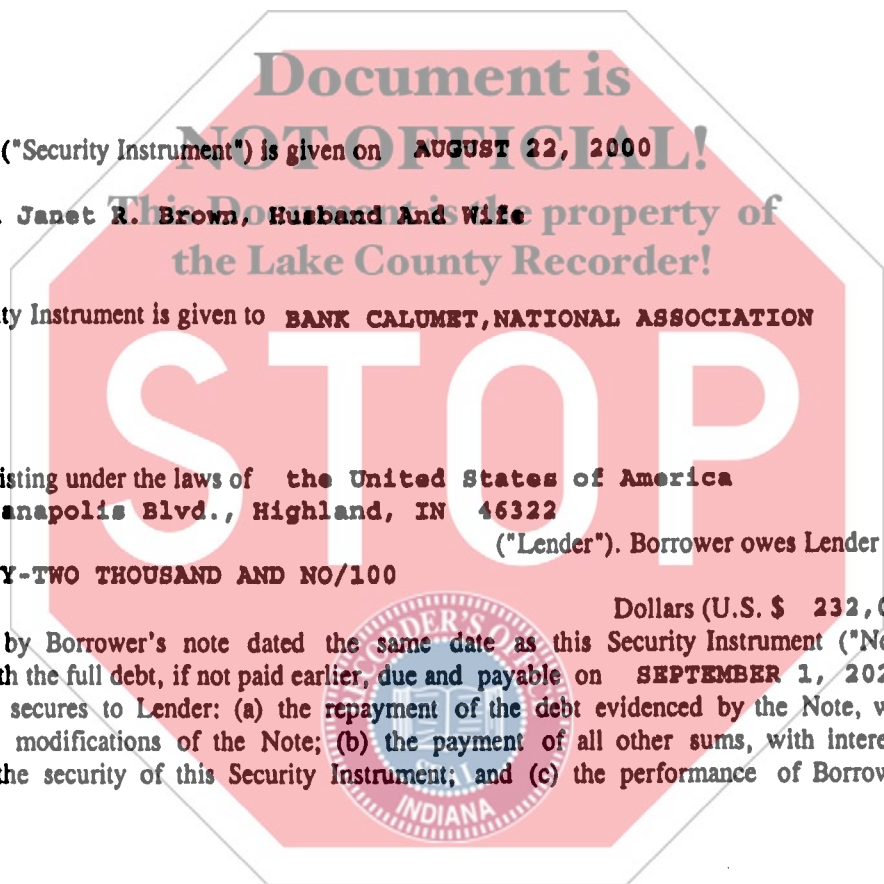 Document is
NOT OFFICIAL!
("Security Instrument") is given on AUGUST 22, 2000
This Document is the property of
. Janet R. Brown, Husband And Wife
the Lake County Recorder!
ty Instrument is given to BANK CALUMET,NATIONAL ASSOCIATION
STOP
isting under the laws of the United States of America
anapolis Blvd., Highland, IN 46322
("Lender"). Borrower owes Lender
Y-TWO THOUSAND AND NO/100
Dollars (U.S. $ 232,0
by Borrower's note dated the same date as this Security Instrument ("No
th the full debt, if not paid earlier, due and payable on SEPTEMBER 1, 202
secures to Lender: (a) the repayment of the debt evidenced by the Note, w
modifications of the Note; (b) the payment of all other sums, with intere
the security of this Security Instrument; and (c) the performance of Borrow
RECORDER'S
INDIANA